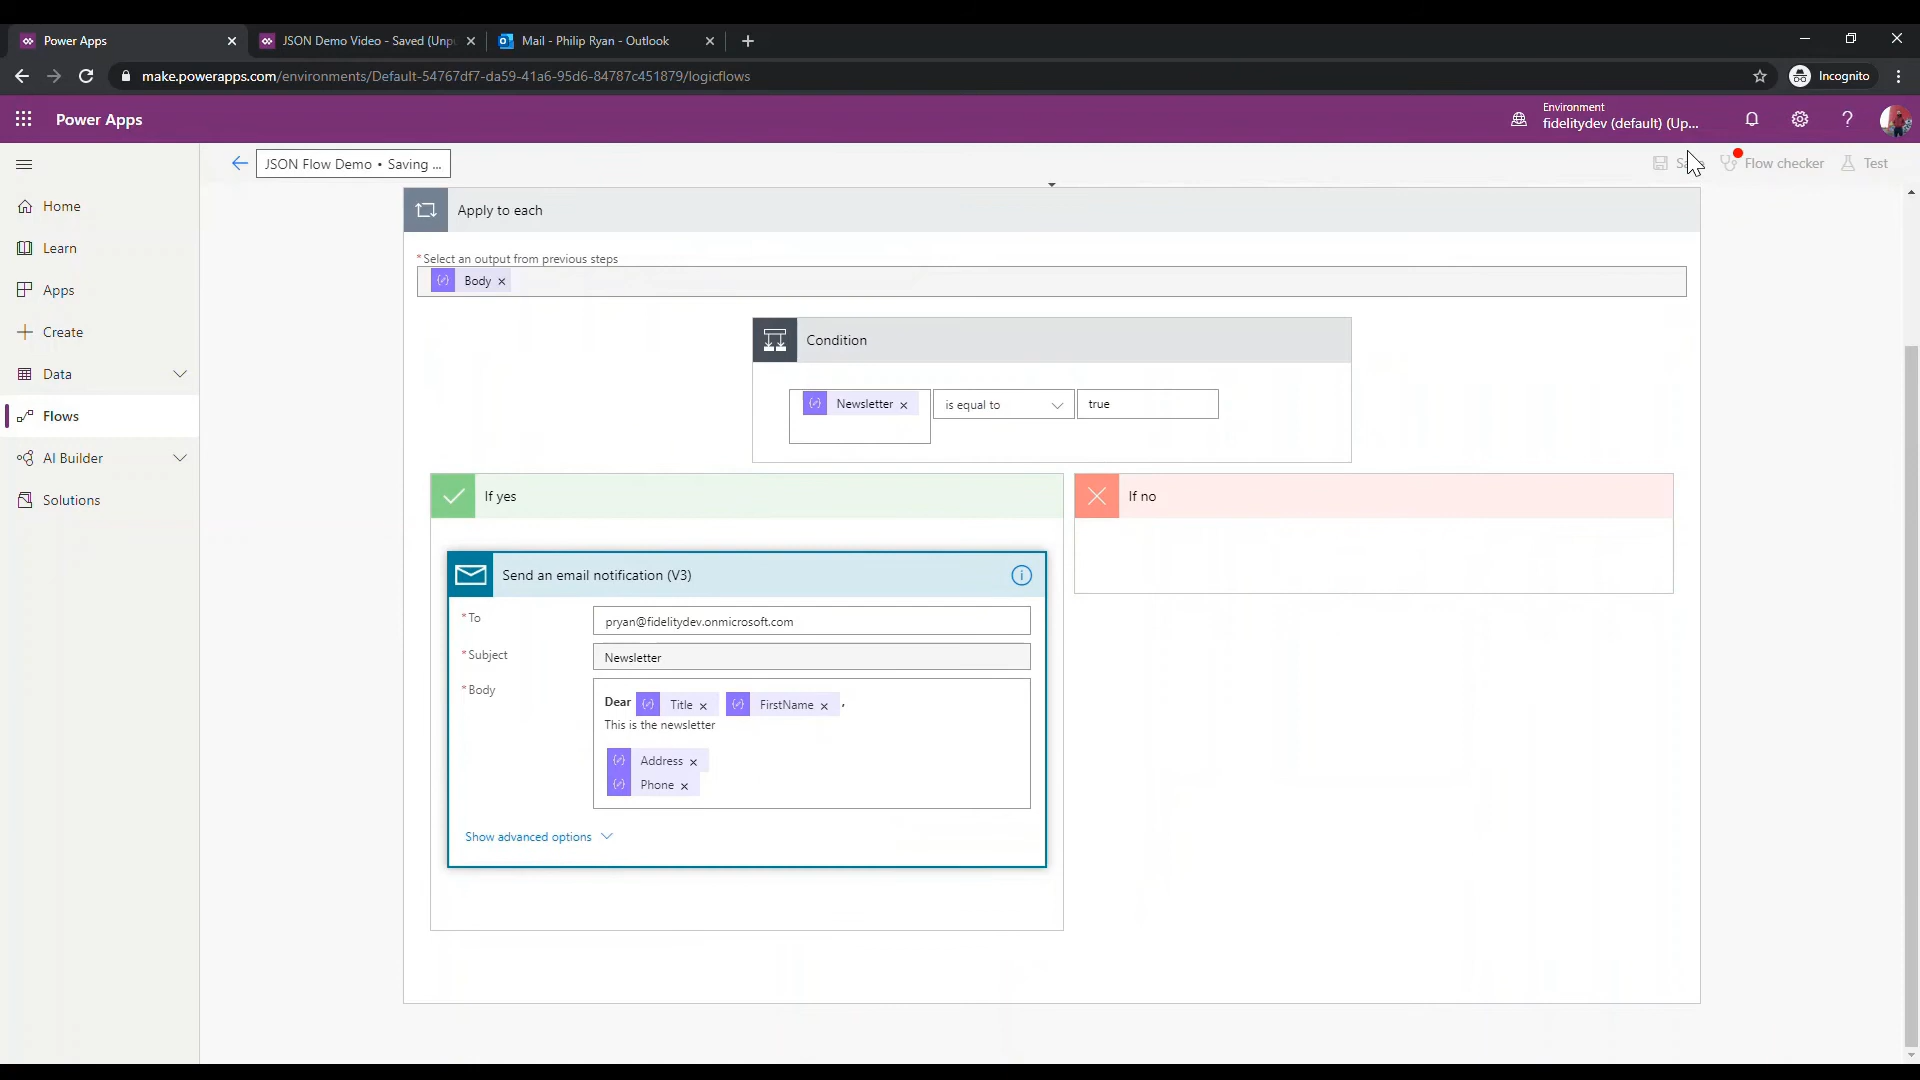 Power Apps
JSON Demo Video - Saved (Unpu
Mail - Philip Ryan - Outlook
make.powerapps.com/environments/Default-54767df7-da59-41a6-95d6-84787c451879/logicflows
Incognito
Power Apps
Environment
fidelitydev (default) (Up...
JSON Flow Demo • Saving ...
Flow checker
Test
Home
Learn
Apps
Create
Data
Flows
AI Builder
Solutions
Apply to each
*Select an output from previous steps
Body
Condition
Newsletter
is equal to
true
If yes
If no
Send an email notification (V3)
*To
pryan@fidelitydev.onmicrosoft.com
*Subject
Newsletter
*Body
Dear Title FirstName ,
This is the newsletter
Address
Phone
Show advanced options